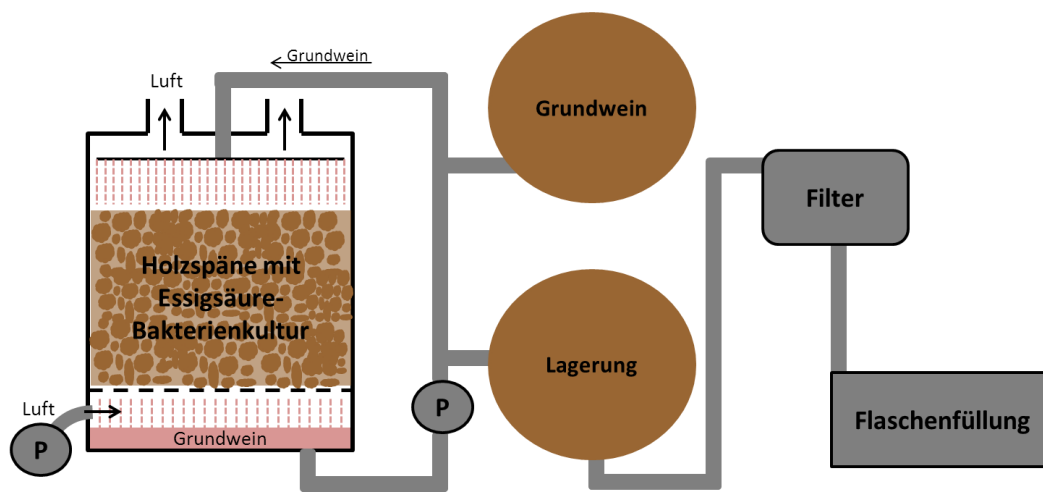 Grundwein
Luft
Grundwein
Filter
Holzspäne mit
Essigsäure-
Bakterienkultur
Lagerung
Luft
P
P
Grundwein
Flaschenfüllung